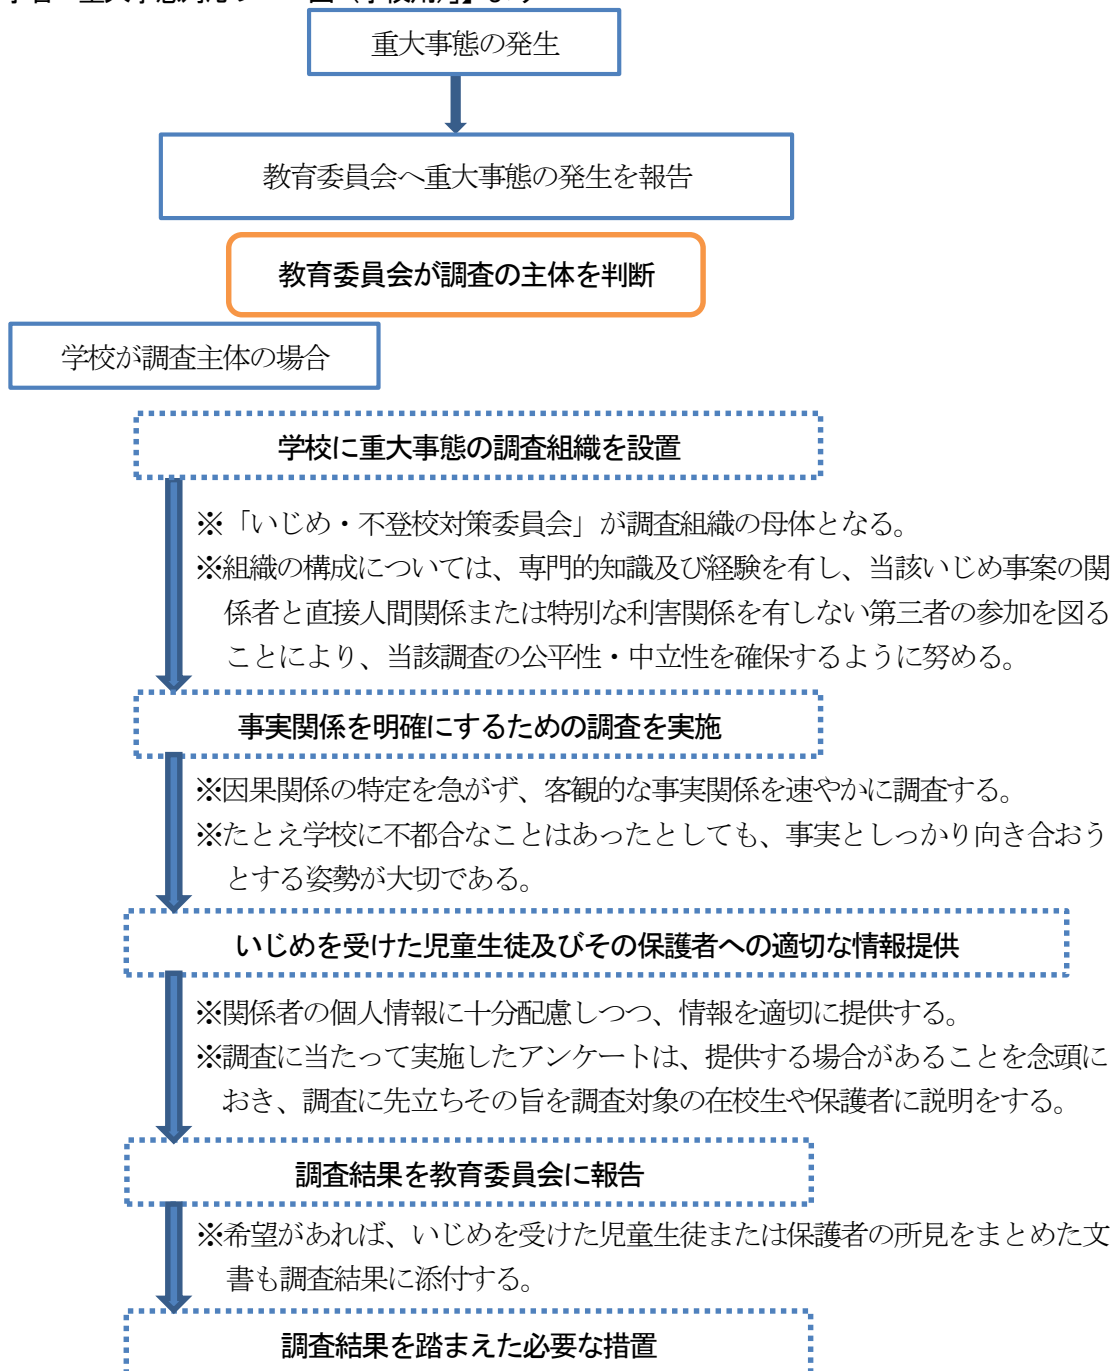 重大事態の発生
教育委員会へ重大事態の発生を報告
教育委員会が調査の主体を判断
学校が調査主体の場合
学校に重大事態の調査組織を設置
※「いじめ・不登校対策委員会」が調査組織の母体となる。
※組織の構成については、専門的知識及び経験を有し、当該いじめ事案の関
係者と直接人間関係または特別な利害関係を有しない第三者の参加を図る
ことにより、当該調査の公平性・中立性を確保するように努める。
事実関係を明確にするための調査を実施
※因果関係の特定を急がず、客観的な事実関係を速やかに調査する。
※たとえ学校に不都合なことはあったとしても、事実としっかり向き合おう
とする姿勢が大切である。
いじめを受けた児童生徒及びその保護者への適切な情報提供
※関係者の個人情報に十分配慮しつつ、情報を適切に提供する。
※調査に当たって実施したアンケートは、提供する場合があることを念頭に
おき、調査に先立ちその旨を調査対象の在校生や保護者に説明をする。
調査結果を教育委員会に報告
※希望があれば、いじめを受けた児童生徒または保護者の所見をまとめた文
書も調査結果に添付する。
調査結果を踏まえた必要な措置